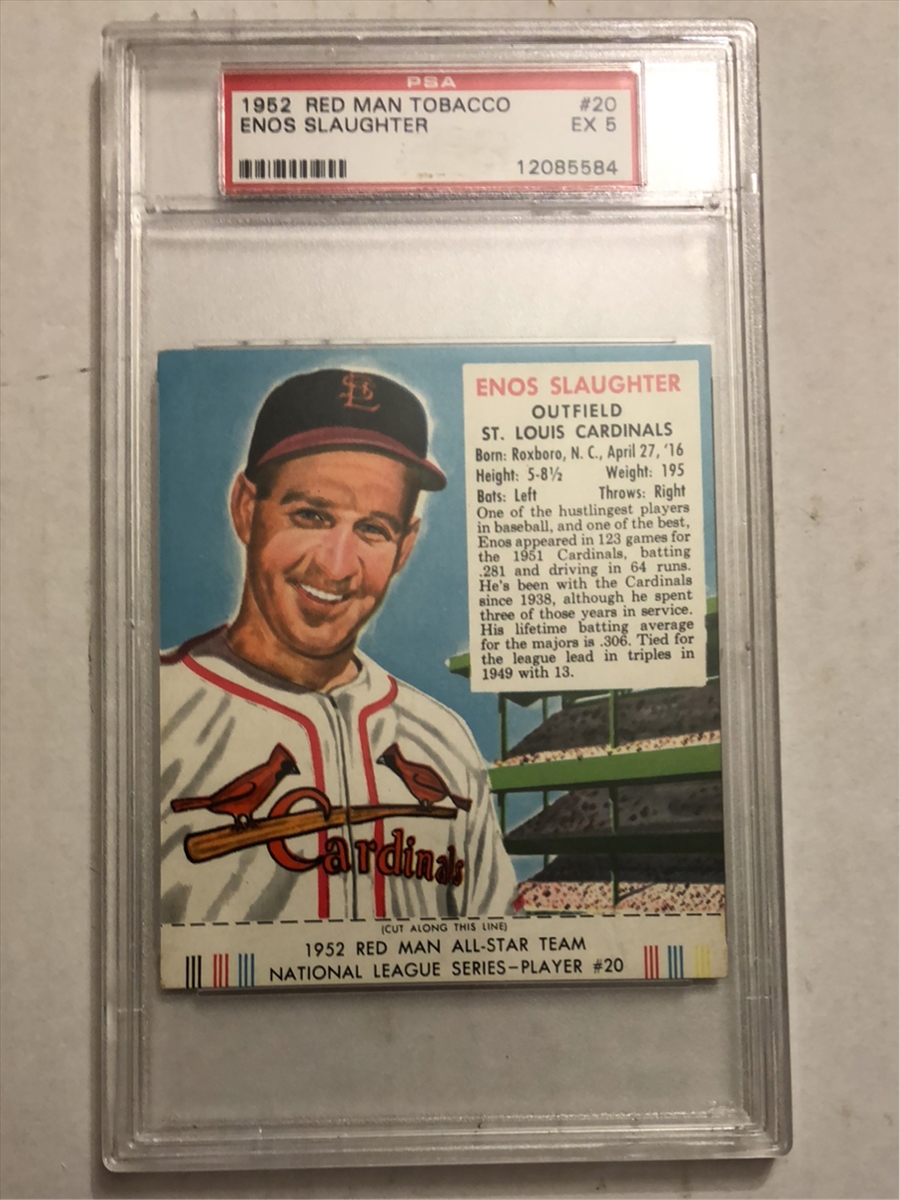 PSA
1952 RED MAN TOBACCO #20
ENOS SLAUGHTER EX 5
12085584
StL
ENOS SLAUGHTER
OUTFIELD
ST. LOUIS CARDINALS
Born: Roxboro, N. C., April 27, '16
Height: 5-8½ Weight: 195
Bats: Left Throws: Right
One of the hustlingest players
in baseball, and one of the best,
Enos appeared in 123 games for
the 1951 Cardinals, batting
.281 and driving in 64 runs.
He's been with the Cardinals
since 1938, although he spent
three of those years in service.
His lifetime batting average
for the majors is .306. Tied for
the league lead in triples in
1949 with 13.
Cardinals
(CUT ALONG THIS LINE)
1952 RED MAN ALL-STAR TEAM
NATIONAL LEAGUE SERIES–PLAYER #20